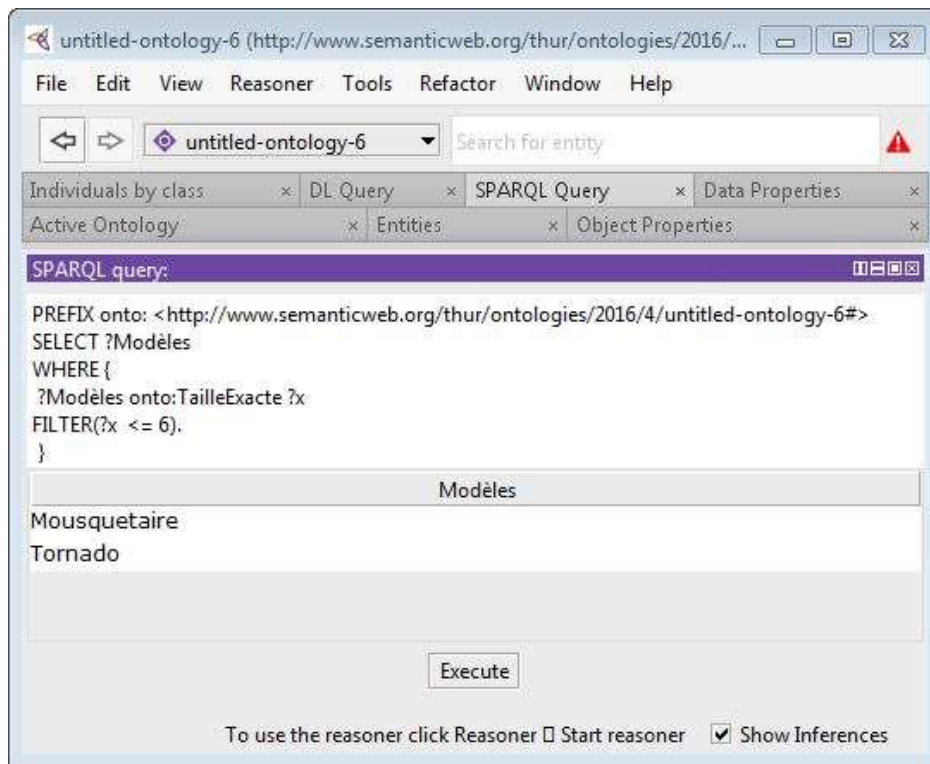 untitled-ontology-6 (http://www.semanticweb.org/thur/ontologies/2016/...
File Edit View Reasoner Tools Refactor Window Help
untitled-ontology-6 Search for entity
Individuals by class × DL Query × SPARQL Query × Data Properties ×
Active Ontology × Entities × Object Properties ×
SPARQL query:
PREFIX onto: <http://www.semanticweb.org/thur/ontologies/2016/4/untitled-ontology-6#>
SELECT ?Modèles
WHERE {
?Modèles onto:TailleExacte ?x
FILTER(?x <= 6).
}
Modèles
Mousquetaire
Tornado
Execute
To use the reasoner click Reasoner ▯ Start reasoner Show Inferences